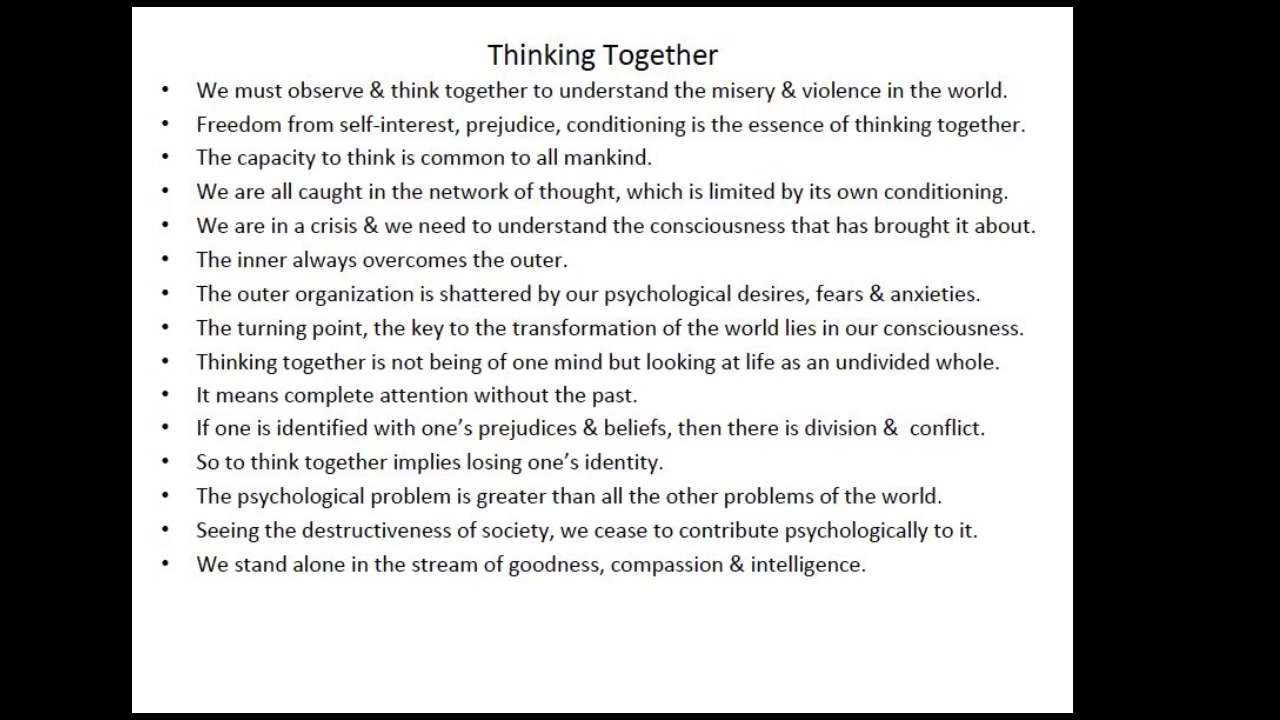 Thinking Together
• We must observe & think together to understand the misery & violence in the world.
• Freedom from self-interest, prejudice, conditioning is the essence of thinking together.
• The capacity to think is common to all mankind.
• We are all caught in the network of thought, which is limited by its own conditioning.
• We are in a crisis & we need to understand the consciousness that has brought it about.
• The inner always overcomes the outer.
• The outer organization is shattered by our psychological desires, fears & anxieties.
• The turning point, the key to the transformation of the world lies in our consciousness.
• Thinking together is not being of one mind but looking at life as an undivided whole.
• It means complete attention without the past.
• If one is identified with one’s prejudices & beliefs, then there is division &  conflict.
• So to think together implies losing one’s identity.
• The psychological problem is greater than all the other problems of the world.
• Seeing the destructiveness of society, we cease to contribute psychologically to it.
• We stand alone in the stream of goodness, compassion & intelligence.